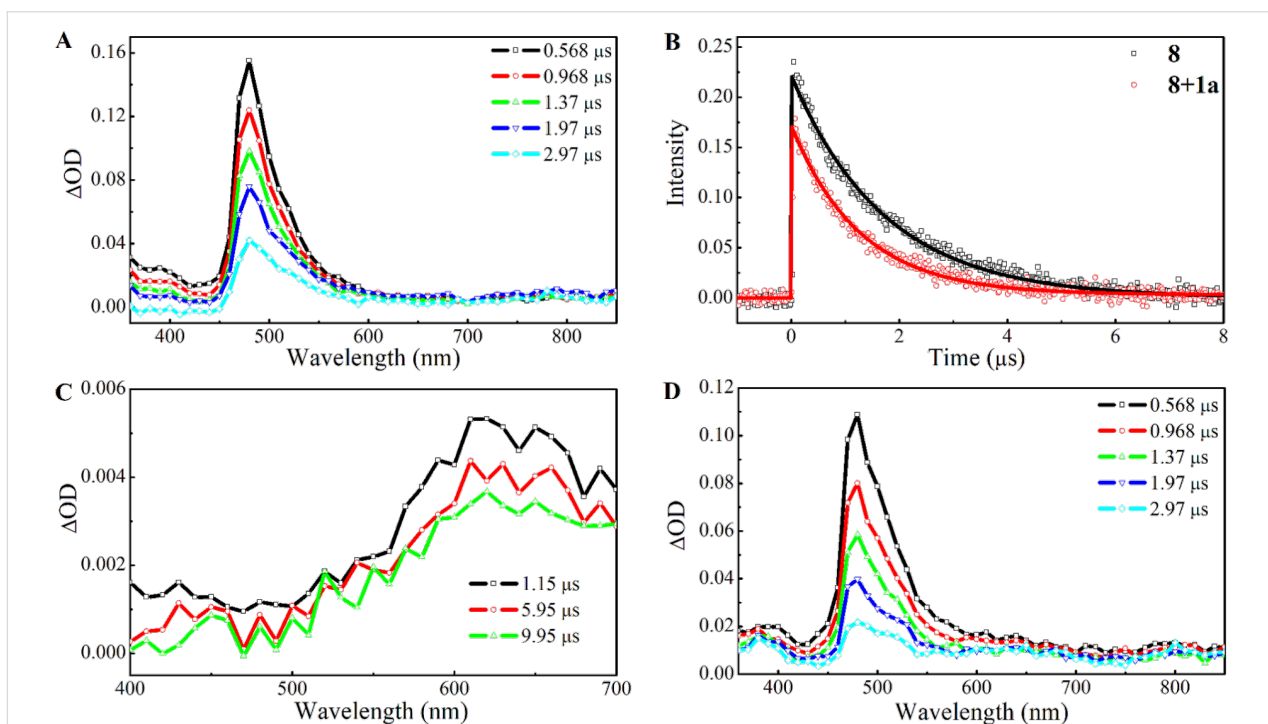 A
0.16
0.12
0.08
0.04
0.00
ΔOD
0.568 µs
0.968 µs
1.37 µs
1.97 µs
2.97 µs
400 500 600 700 800
Wavelength (nm)
B
0.25
0.20
0.15
0.10
0.05
0.00
Intensity
8
8+1a
0 2 4 6 8
Time (µs)
C
0.006
0.004
0.002
0.000
ΔOD
1.15 µs
5.95 µs
9.95 µs
400 500 600 700
Wavelength (nm)
D
0.12
0.10
0.08
0.06
0.04
0.02
0.00
ΔOD
0.568 µs
0.968 µs
1.37 µs
1.97 µs
2.97 µs
400 500 600 700 800
Wavelength (nm)